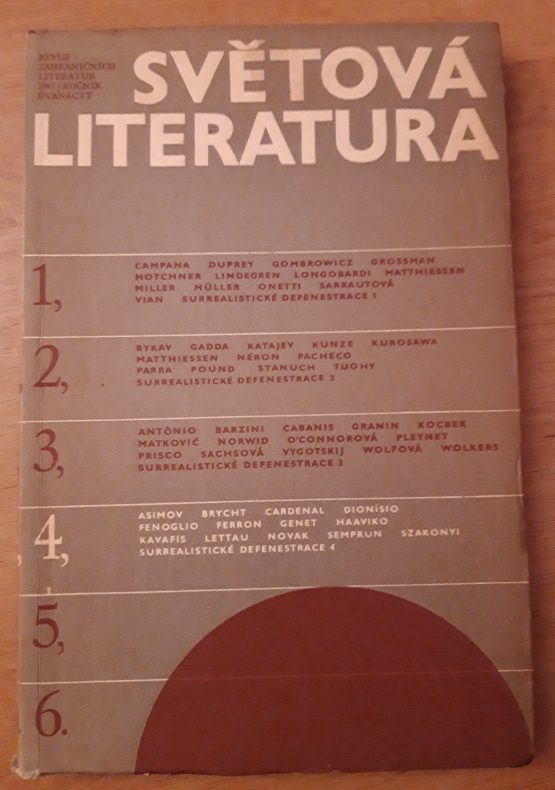 REVUE
ZAHRANIČNÍCH
LITERATUR
1967 / ROČNÍK
DVANÁCTÝ
SVĚTOVÁ
LITERATURA
1,
CAMPANA DUPREY GOMBROWICZ GROSSMAN
HOTCHNER LINDEGREN LONGOBARDI MATTHIESSEN
MILLER MÜLLER ONETTI SARRAUTOVÁ
VIAN SURREALISTICKÉ DEFENESTRACE 1
2,
BYKAV GADDA KATAJEV KUNZE KUROSAWA
MATTHIESSEN NÉRON PACHECO
PARRA POUND STANUCH TUOHY
SURREALISTICKÉ DEFENESTRACE 2
3,
ANTÔNIO BARZINI CABANIS GRANIN KOCBEK
MATKOVIĆ NORWID O'CONNOROVÁ PLEYNET
PRISCO SACHSOVÁ VYGOTSKIJ WOLFOVÁ WOLKERS
SURREALISTICKÉ DEFENESTRACE 3
4,
ASIMOV BRYCHT CARDENAL DIONÍSIO
FENOGLIO FERRON GENET HAAVIKO
KAVAFIS LETTAU NOVAK SEMPRUN SZAKONYI
SURREALISTICKÉ DEFENESTRACE 4
5,
6.